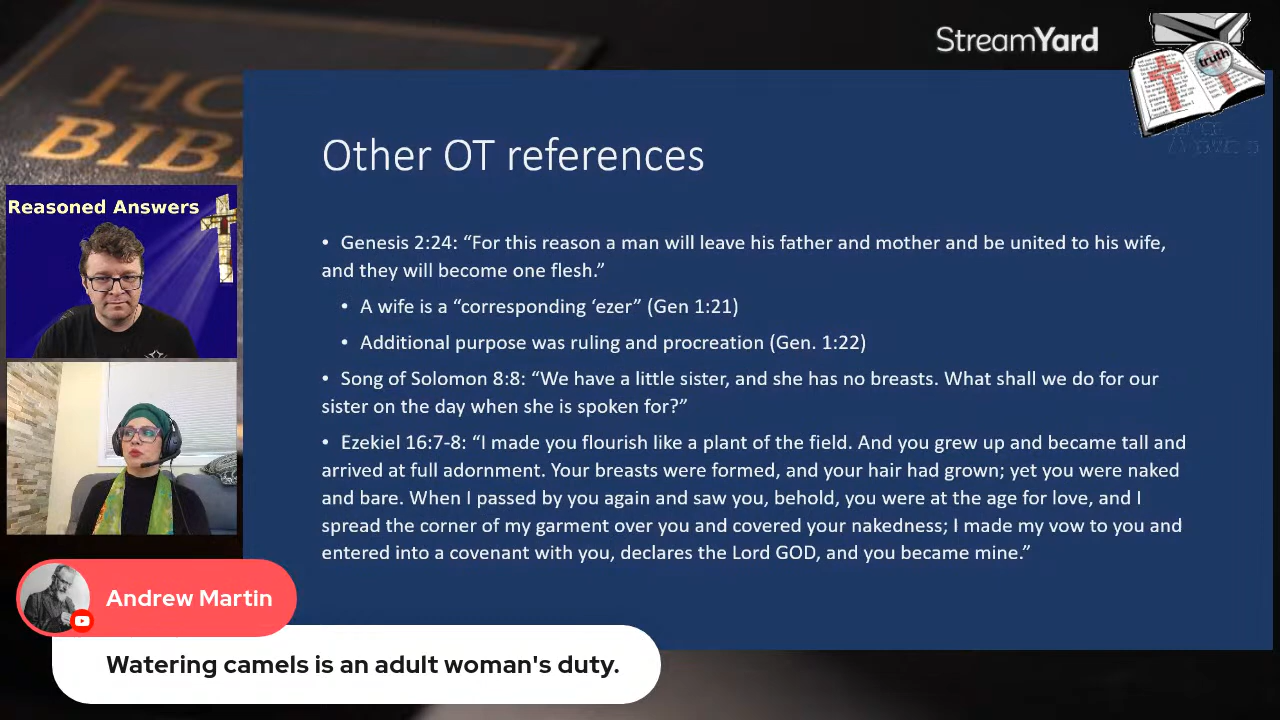 HO
BIB
StreamYard
truth
Other OT references
• Genesis 2:24: “For this reason a man will leave his father and mother and be united to his wife,
and they will become one flesh.”
• A wife is a “corresponding ‘ezer” (Gen 1:21)
• Additional purpose was ruling and procreation (Gen. 1:22)
• Song of Solomon 8:8: “We have a little sister, and she has no breasts. What shall we do for our
sister on the day when she is spoken for?”
• Ezekiel 16:7-8: “I made you flourish like a plant of the field. And you grew up and became tall and
arrived at full adornment. Your breasts were formed, and your hair had grown; yet you were naked
and bare. When I passed by you again and saw you, behold, you were at the age for love, and I
spread the corner of my garment over you and covered your nakedness; I made my vow to you and
entered into a covenant with you, declares the Lord GOD, and you became mine.”
Reasoned Answers
Andrew Martin
Watering camels is an adult woman's duty.